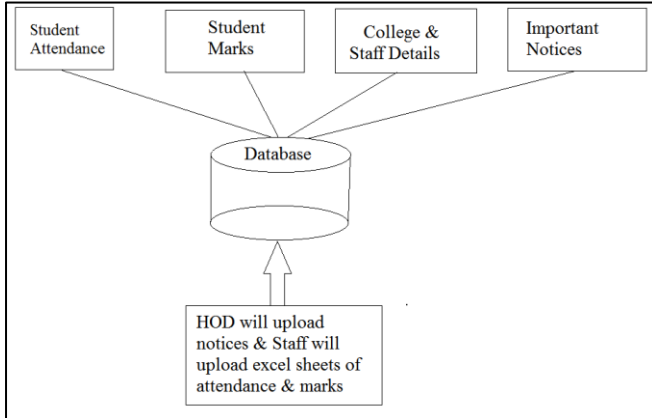 Student
Attendance
Student
Marks
College &
Staff Details
Important
Notices
Database
HOD will upload
notices & Staff will
upload excel sheets of
attendance & marks